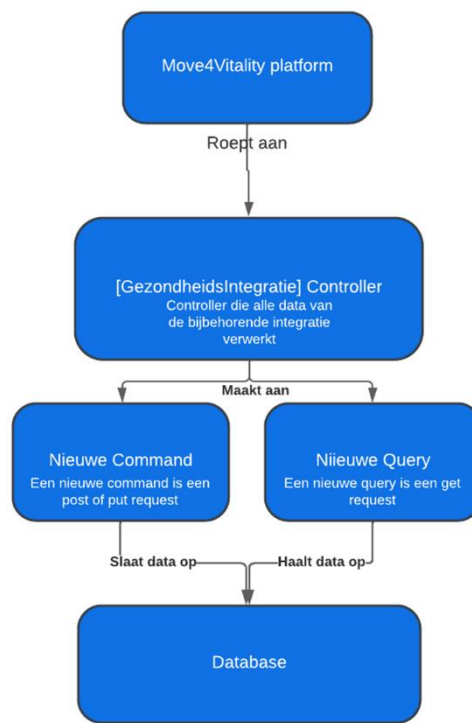 Move4Vitality platform
Roept aan
[GezondheidsIntegratie] Controller
Controller die alle data van
de bijbehorende integratie
verwerkt
Maakt aan
Nieuwe Command
Een nieuwe command is een
post of put request
Niieuwe Query
Een nieuwe query is een get
request
Slaat data op
Haalt data op
Database